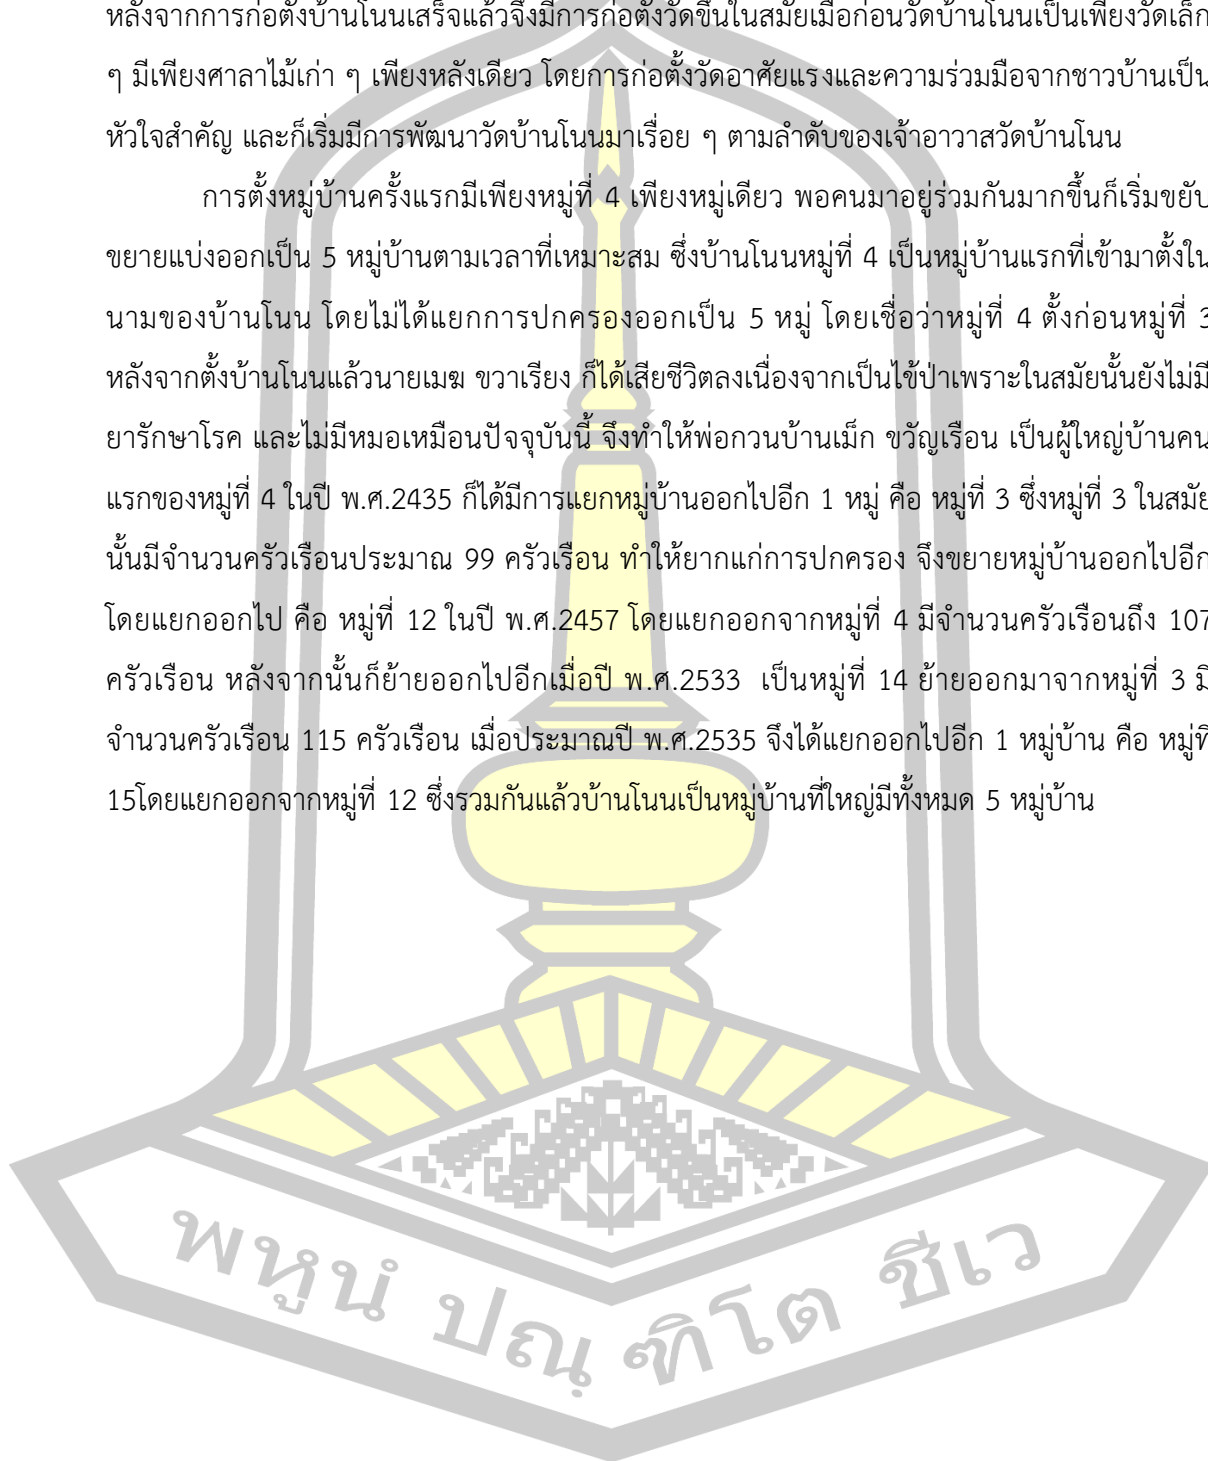 หลังจากการก่อตั้งบ้านโนนเสร็จแล้วจึงมีการก่อตั้งวัดขึ้นในสมัยเมื่อก่อนวัดบ้านโนนเป็นเพียงวัดเล็ก
ๆ มีเพียงศาลาไม้เก่า ๆ เพียงหลังเดียว โดยการก่อตั้งวัดอาศัยแรงและความร่วมมือจากชาวบ้านเป็น
หัวใจสำคัญ และก็เริ่มมีการพัฒนาวัดบ้านโนนมาเรื่อย ๆ ตามลำดับของเจ้าอาวาสวัดบ้านโนน
การตั้งหมู่บ้านครั้งแรกมีเพียงหมู่ที่ 4 เพียงหมู่เดียว พอคนมาอยู่ร่วมกันมากขึ้นก็เริ่มขยับ
ขยายแบ่งออกเป็น 5 หมู่บ้านตามเวลาที่เหมาะสม ซึ่งบ้านโนนหมู่ที่ 4 เป็นหมู่บ้านแรกที่เข้ามาตั้งใน
นามของบ้านโนน โดยไม่ได้แยกการปกครองออกเป็น 5 หมู่ โดยเชื่อว่าหมู่ที่ 4 ตั้งก่อนหมู่ที่ 3
หลังจากตั้งบ้านโนนแล้วนายเมฆ ขวาเรียง ก็ได้เสียชีวิตลงเนื่องจากเป็นไข้ป่าเพราะในสมัยนั้นยังไม่มี
ยารักษาโรค และไม่มีหมอเหมือนปัจจุบันนี้ จึงทำให้พ่อกวนบ้านเม็ก ขวัญเรือน เป็นผู้ใหญ่บ้านคน
แรกของหมู่ที่ 4 ในปี พ.ศ.2435 ก็ได้มีการแยกหมู่บ้านออกไปอีก 1 หมู่ คือ หมู่ที่ 3 ซึ่งหมู่ที่ 3 ในสมัย
นั้นมีจำนวนครัวเรือนประมาณ 99 ครัวเรือน ทำให้ยากแก่การปกครอง จึงขยายหมู่บ้านออกไปอีก
โดยแยกออกไป คือ หมู่ที่ 12 ในปี พ.ศ.2457 โดยแยกออกจากหมู่ที่ 4 มีจำนวนครัวเรือนถึง 107
ครัวเรือน หลังจากนั้นก็ย้ายออกไปอีกเมื่อปี พ.ศ.2533 เป็นหมู่ที่ 14 ย้ายออกมาจากหมู่ที่ 3 มี
จำนวนครัวเรือน 115 ครัวเรือน เมื่อประมาณปี พ.ศ.2535 จึงได้แยกออกไปอีก 1 หมู่บ้าน คือ หมู่ที่
15โดยแยกออกจากหมู่ที่ 12 ซึ่งรวมกันแล้วบ้านโนนเป็นหมู่บ้านที่ใหญ่มีทั้งหมด 5 หมู่บ้าน
พหูนํ ปณฺฑิโต ชีเว